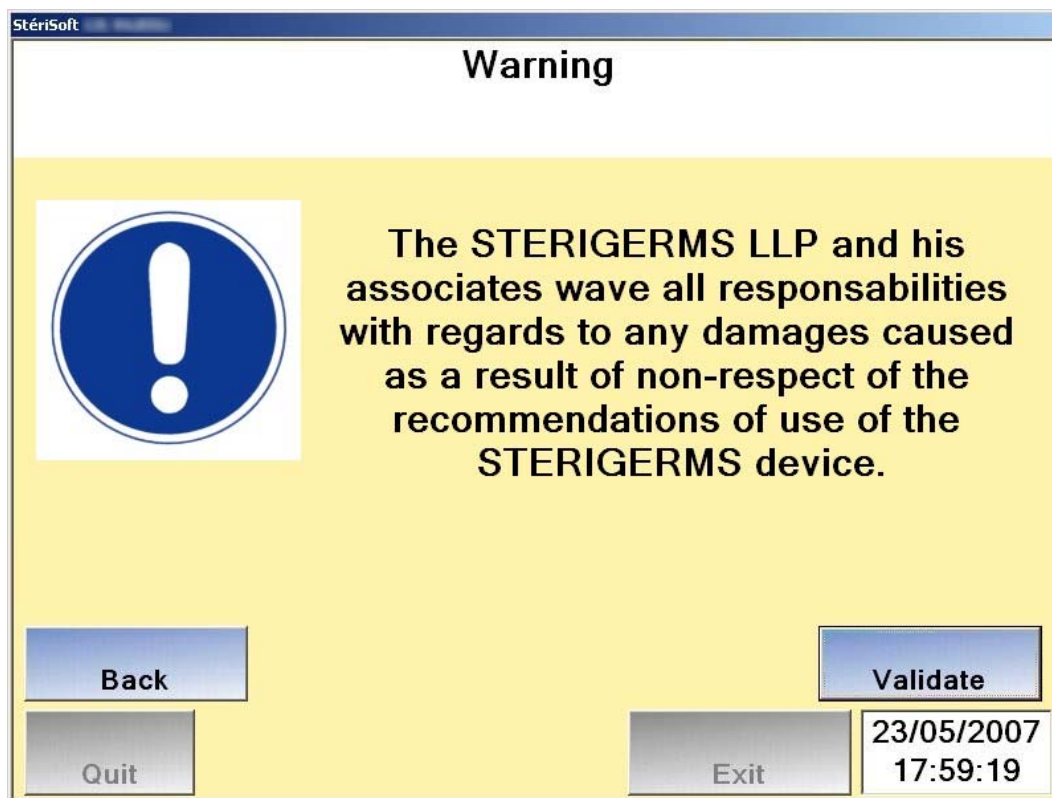 StériSoft
Warning
The STERIGERMS LLP and his
associates wave all responsabilities
with regards to any damages caused
as a result of non-respect of the
recommendations of use of the
STERIGERMS device.
Back
Validate
Quit
Exit
23/05/2007
17:59:19